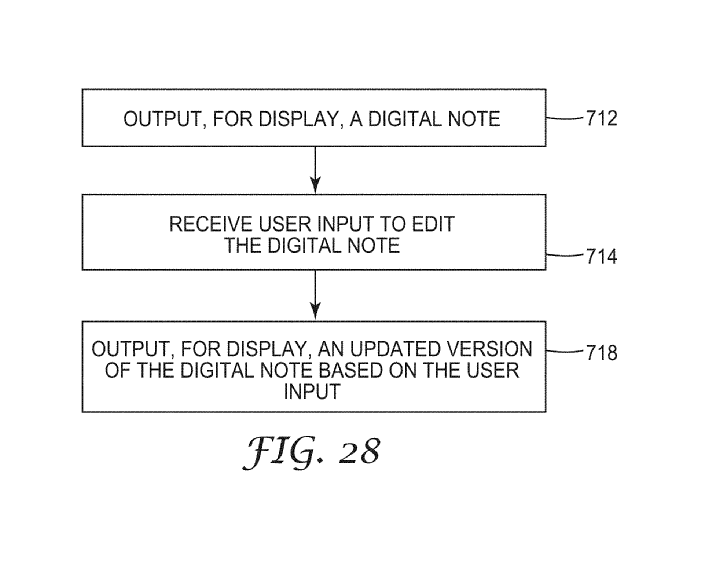 OUTPUT, FOR DISPLAY, A DIGITAL NOTE
712
RECEIVE USER INPUT TO EDIT
THE DIGITAL NOTE
714
OUTPUT, FOR DISPLAY, AN UPDATED VERSION
OF THE DIGITAL NOTE BASED ON THE USER
INPUT
718
FIG. 28